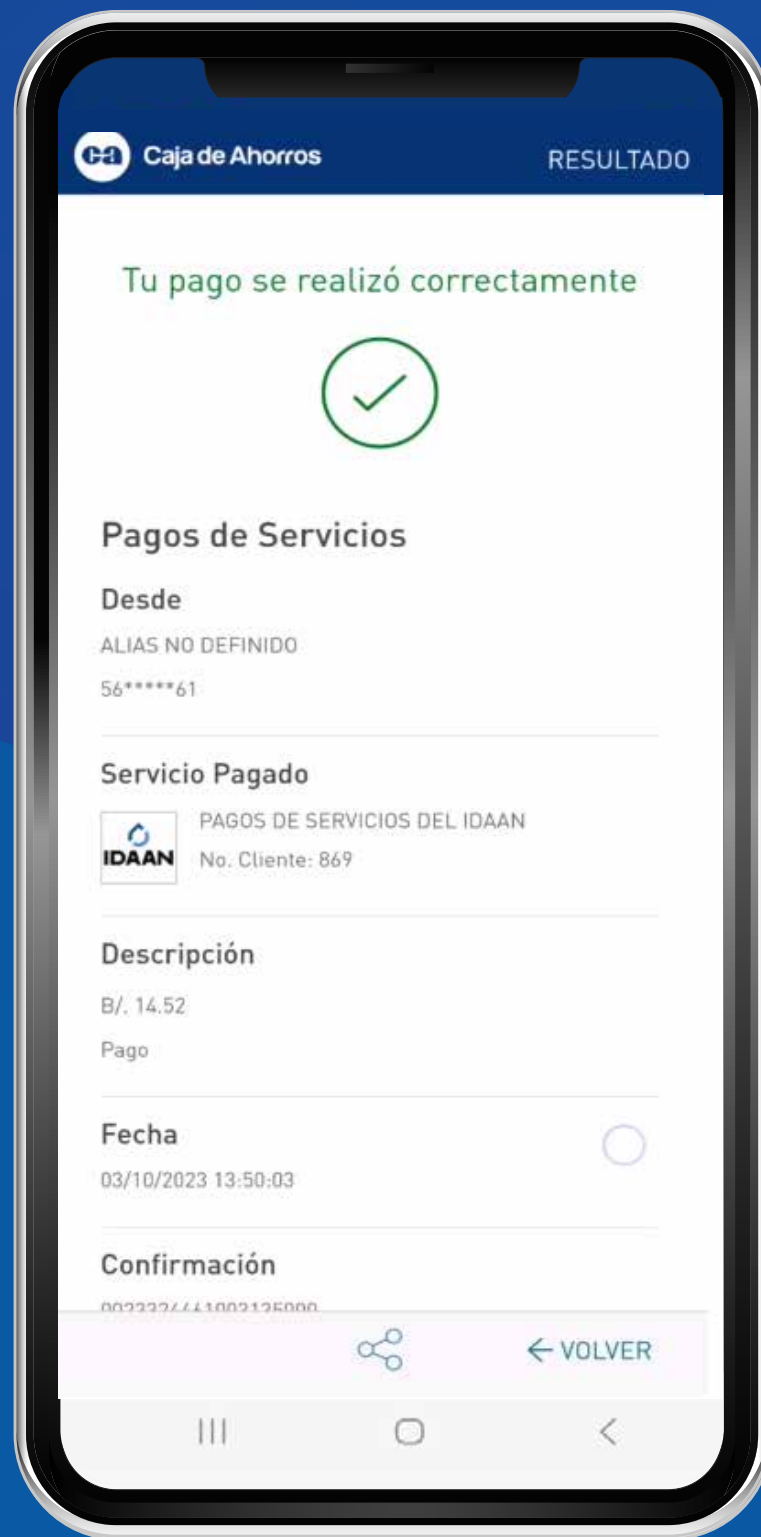 ca Caja de Ahorros
RESULTADO
Tu pago se realizó correctamente
Pagos de Servicios
Desde
ALIAS NO DEFINIDO
56*****61
Servicio Pagado
IDAAN
PAGOS DE SERVICIOS DEL IDAAN
No. Cliente: 869
Descripción
B/. 14.52
Pago
Fecha
03/10/2023 13:50:03
Confirmación
VOLVER